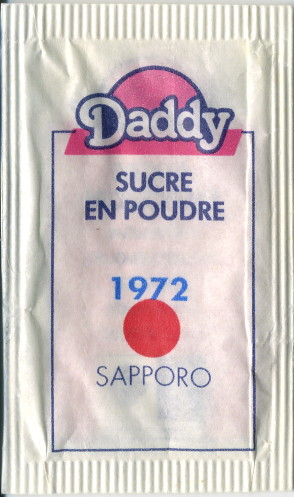 Daddy
SUCRE
EN POUDRE
1972
SAPPORO